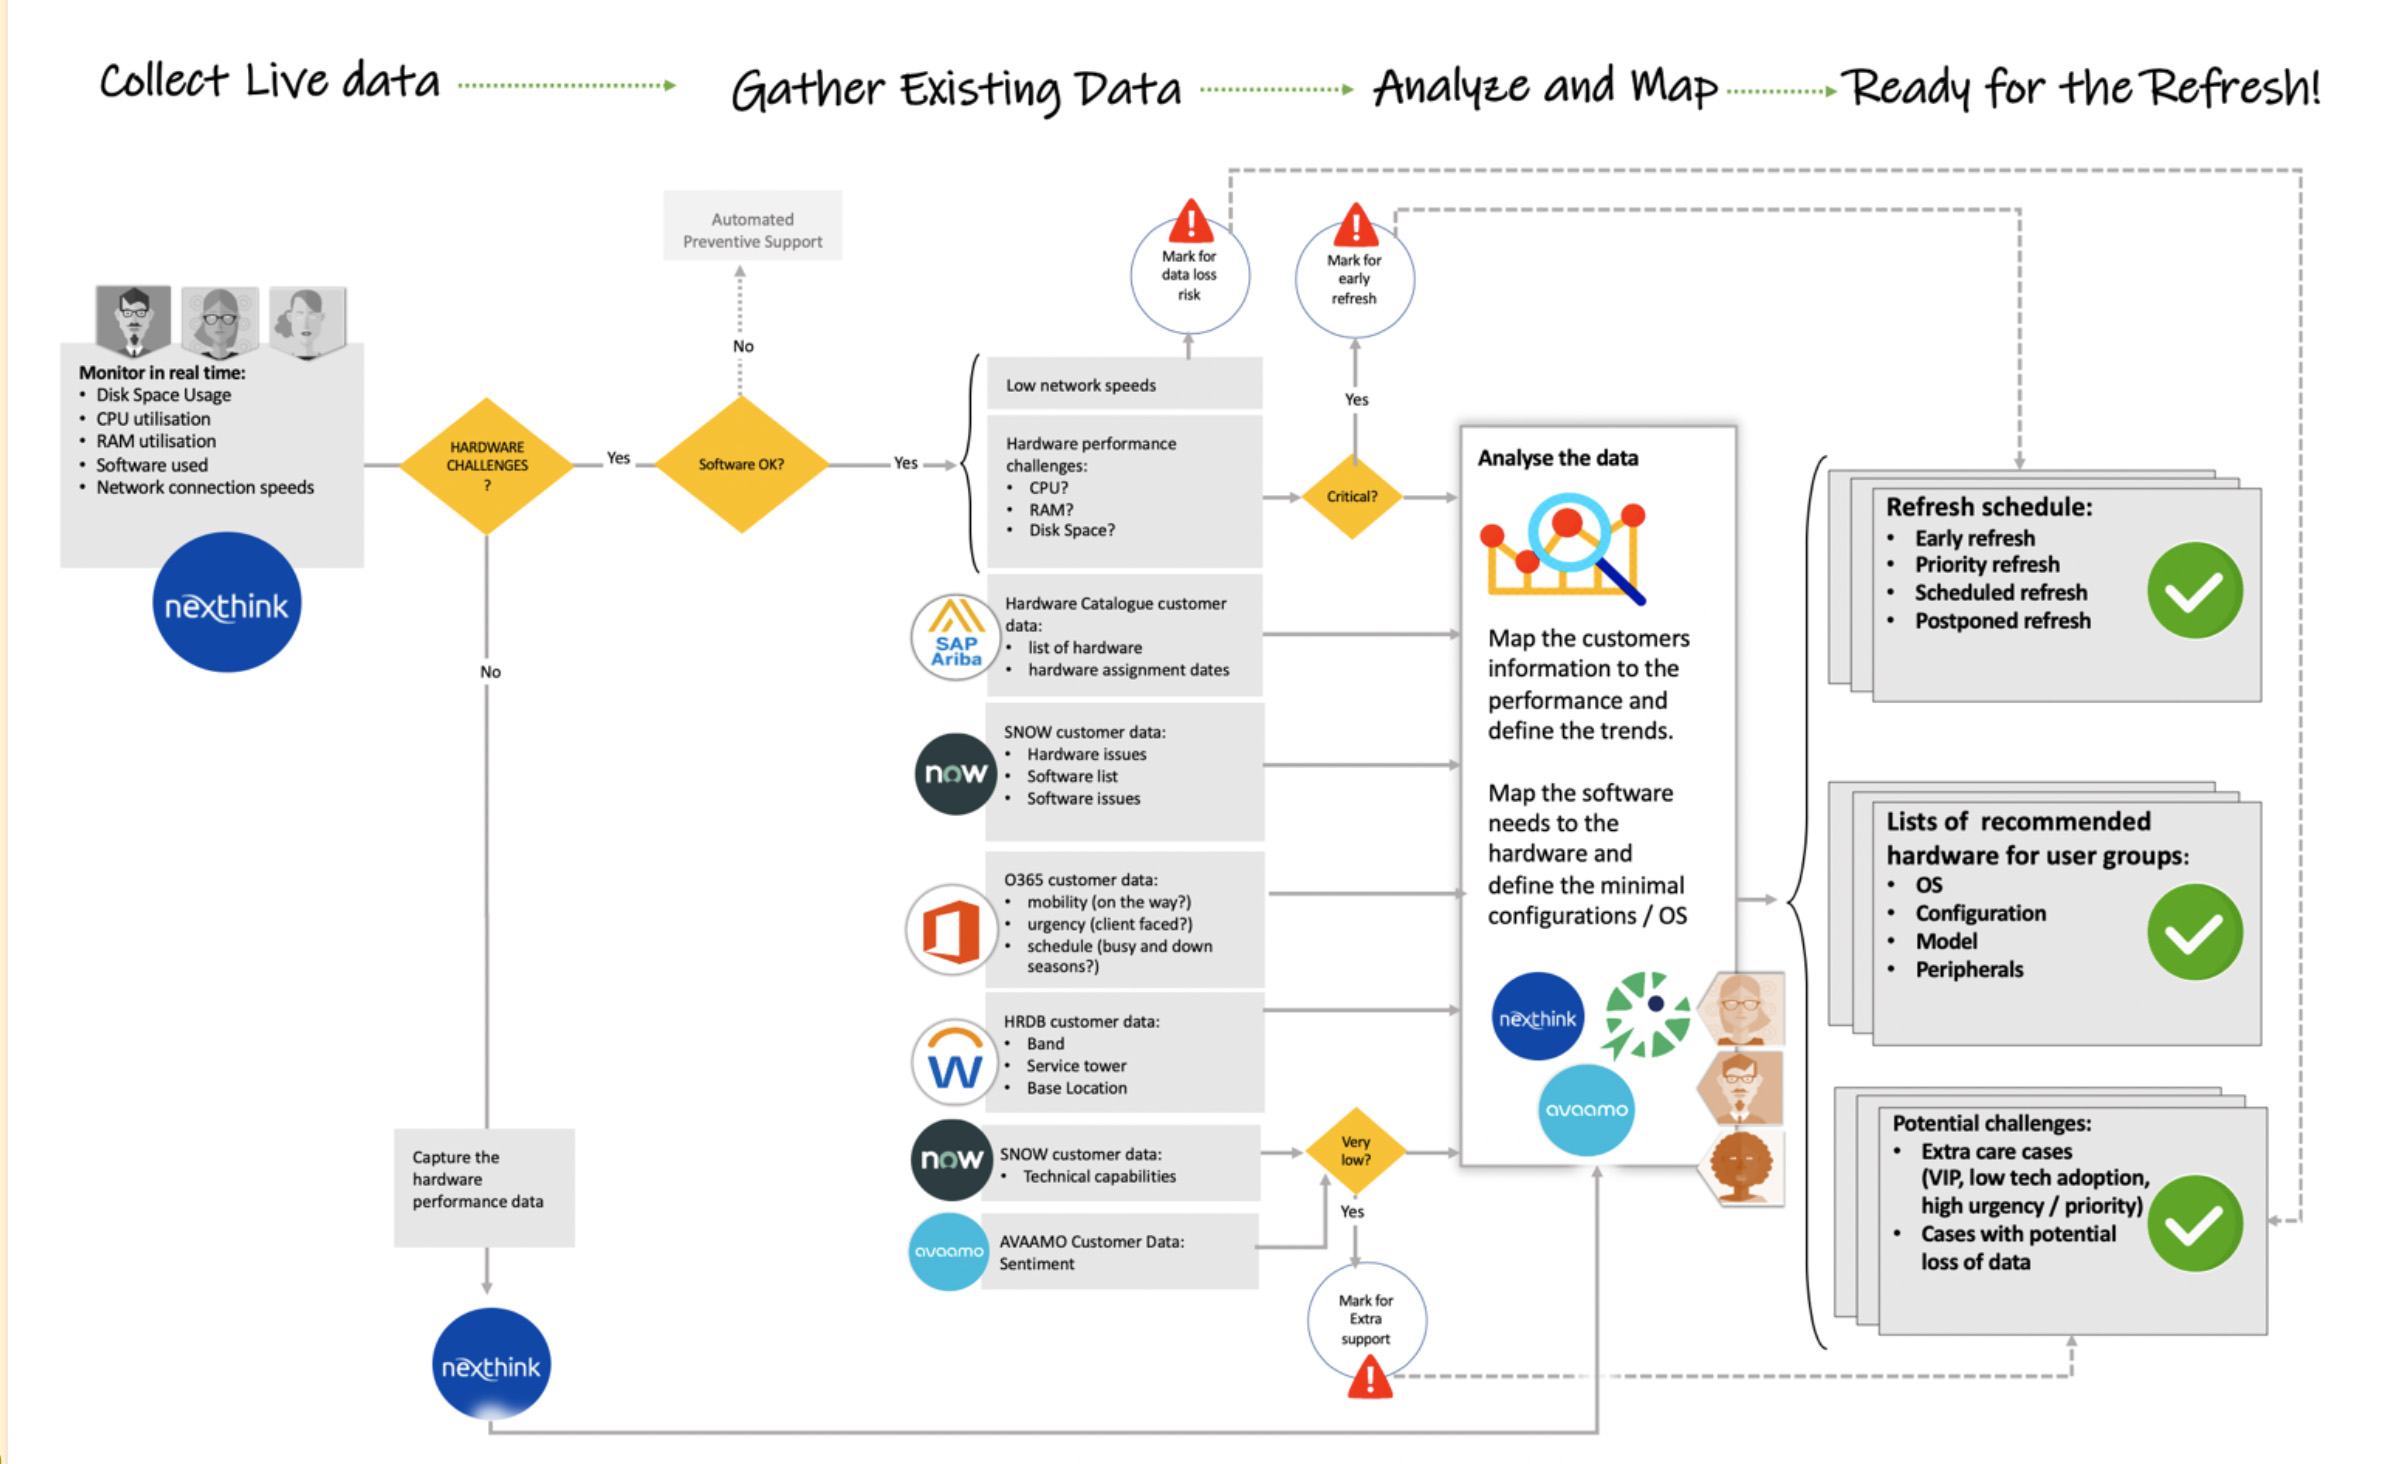 Collect Live data
Gather Existing Data
Analyze and Map
Ready for the Refresh!
Monitor in real time:
• Disk Space Usage
• CPU utilisation
• RAM utilisation
• Software used
• Network connection speeds
nexthink
HARDWARE
CHALLENGES
?
Yes
No
Capture the
hardware
performance data
nexthink
Software OK?
No
Automated
Preventive Support
Yes
Low network speeds
Mark for
data loss
risk
Hardware performance
challenges:
• CPU?
• RAM?
• Disk Space?
Critical?
Yes
Mark for
early
refresh
SAP
Ariba
Hardware Catalogue customer
data:
• list of hardware
• hardware assignment dates
now
SNOW customer data:
• Hardware issues
• Software list
• Software issues
O365 customer data:
• mobility (on the way?)
• urgency (client faced?)
• schedule (busy and down
seasons?)
W
HRDB customer data:
• Band
• Service tower
• Base Location
now
SNOW customer data:
• Technical capabilities
avaamo
AVAAMO Customer Data:
Sentiment
Very
low?
Yes
Mark for
Extra
support
Analyse the data
Map the customers
information to the
performance and
define the trends.
Map the software
needs to the
hardware and
define the minimal
configurations / OS
nexthink
avaamo
Refresh schedule:
• Early refresh
• Priority refresh
• Scheduled refresh
• Postponed refresh
Lists of recommended
hardware for user groups:
• OS
• Configuration
• Model
• Peripherals
Potential challenges:
• Extra care cases
(VIP, low tech adoption,
high urgency / priority)
• Cases with potential
loss of data